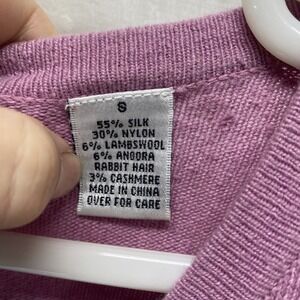 S
55% SILK
30% NYLON
6% LAMBSWOOL
6% ANGORA
RABBIT HAIR
3% CASHMERE
MADE IN CHINA
OVER FOR CARE